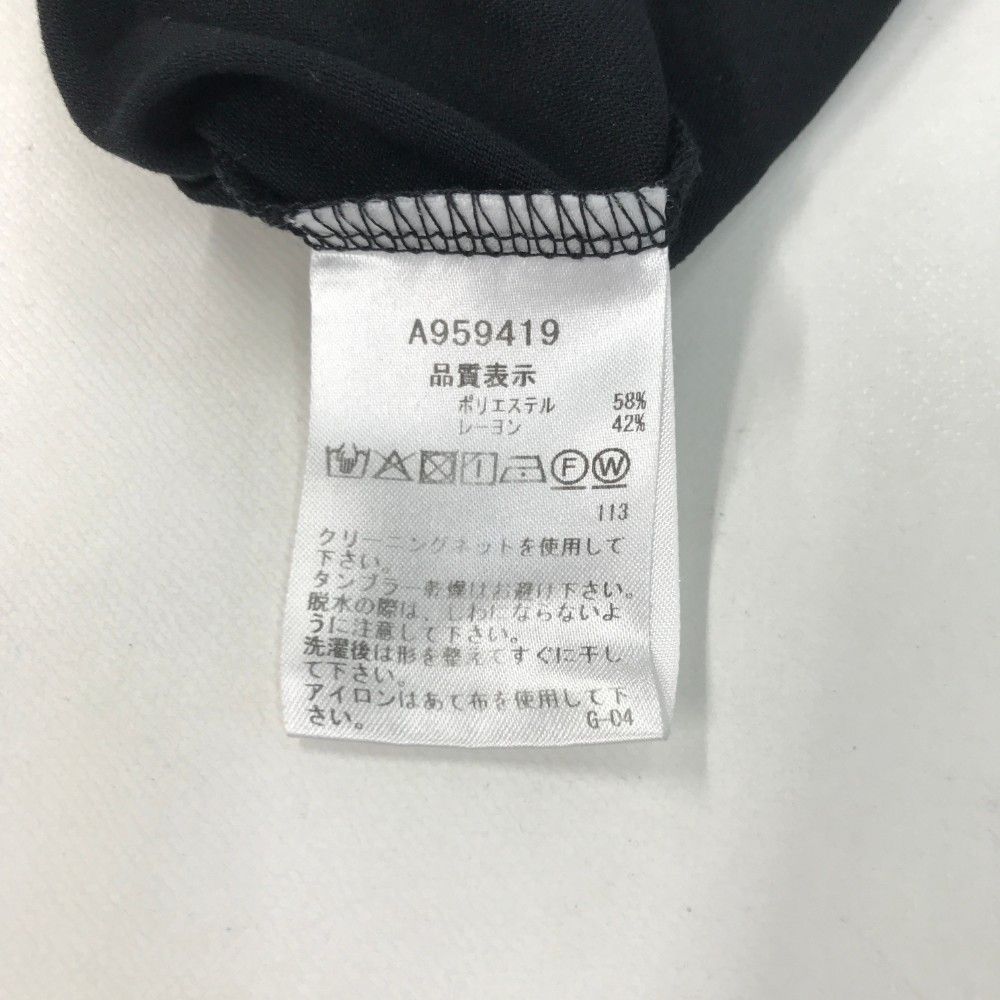 A959419
品質表示
ポリエステル 58%
レーヨン 42%
F W
113
クリーニングネットを使用して
下さい。
タンブラー乾燥はお避け下さい。
脱水の際は、しわにならないよ
うに注意して下さい。
洗濯後は形を整えてすぐに干し
て下さい。
アイロンはあて布を使用して下
さい。 G-04